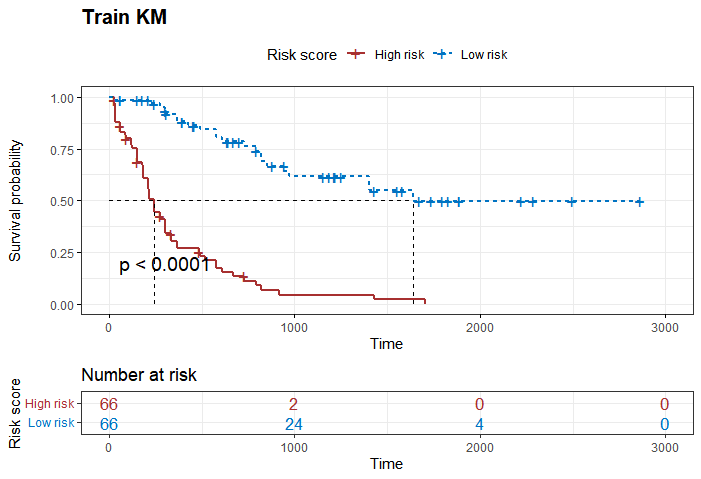 Train KM
Risk score High risk Low risk
Survival probability
1.00
0.75
0.50
0.25
0.00
p < 0.0001
0 1000 2000 3000
Time
Number at risk
Risk score
High risk 66 2 0 0
Low risk 66 24 4 0
0 1000 2000 3000
Time